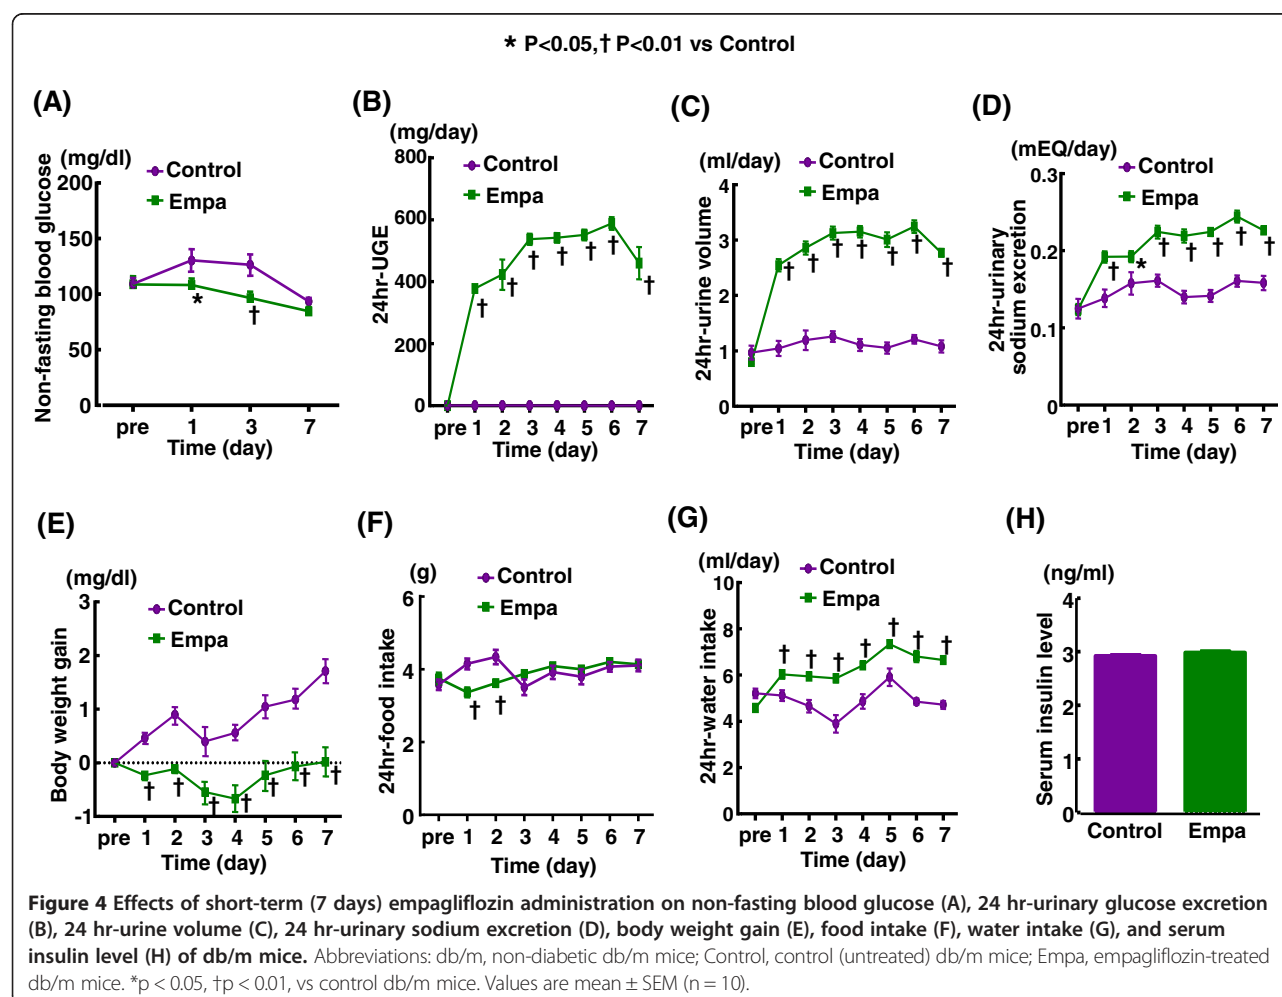 * P<0.05,† P<0.01 vs Control
(A)
(mg/dl)
Control
Empa
200
150
100
50
0
Non-fasting blood glucose
*
†
pre 1 3 7
Time (day)
(B)
(mg/day)
Control
Empa
800
600
400
200
0
24hr-UGE
† † † † † † †
pre 1 2 3 4 5 6 7
Time (day)
(C)
(ml/day)
Control
Empa
4
3
2
1
0
24hr-urine volume
† † † † † † †
pre 1 2 3 4 5 6 7
Time (day)
(D)
(mEQ/day)
Control
Empa
0.3
0.2
0.1
0
24hr-urinary
sodium excretion
† * † † † † †
pre 1 2 3 4 5 6 7
Time (day)
(E)
(mg/dl)
Control
Empa
3
2
1
0
-1
Body weight gain
† † † † † † †
pre 1 2 3 4 5 6 7
Time (day)
(F)
(g)
Control
Empa
6
4
2
0
24hr-food intake
† †
pre 1 2 3 4 5 6 7
Time (day)
(G)
(ml/day)
Control
Empa
10
8
6
4
2
0
24hr-water intake
† † † † † † †
pre 1 2 3 4 5 6 7
Time (day)
(H)
(ng/ml)
4
3
2
1
0
Serum insulin level
Control Empa
Figure 4 Effects of short-term (7 days) empagliflozin administration on non-fasting blood glucose (A), 24 hr-urinary glucose excretion
(B), 24 hr-urine volume (C), 24 hr-urinary sodium excretion (D), body weight gain (E), food intake (F), water intake (G), and serum
insulin level (H) of db/m mice. Abbreviations: db/m, non-diabetic db/m mice; Control, control (untreated) db/m mice; Empa, empagliflozin-treated
db/m mice. *p < 0.05, †p < 0.01, vs control db/m mice. Values are mean ± SEM (n = 10).